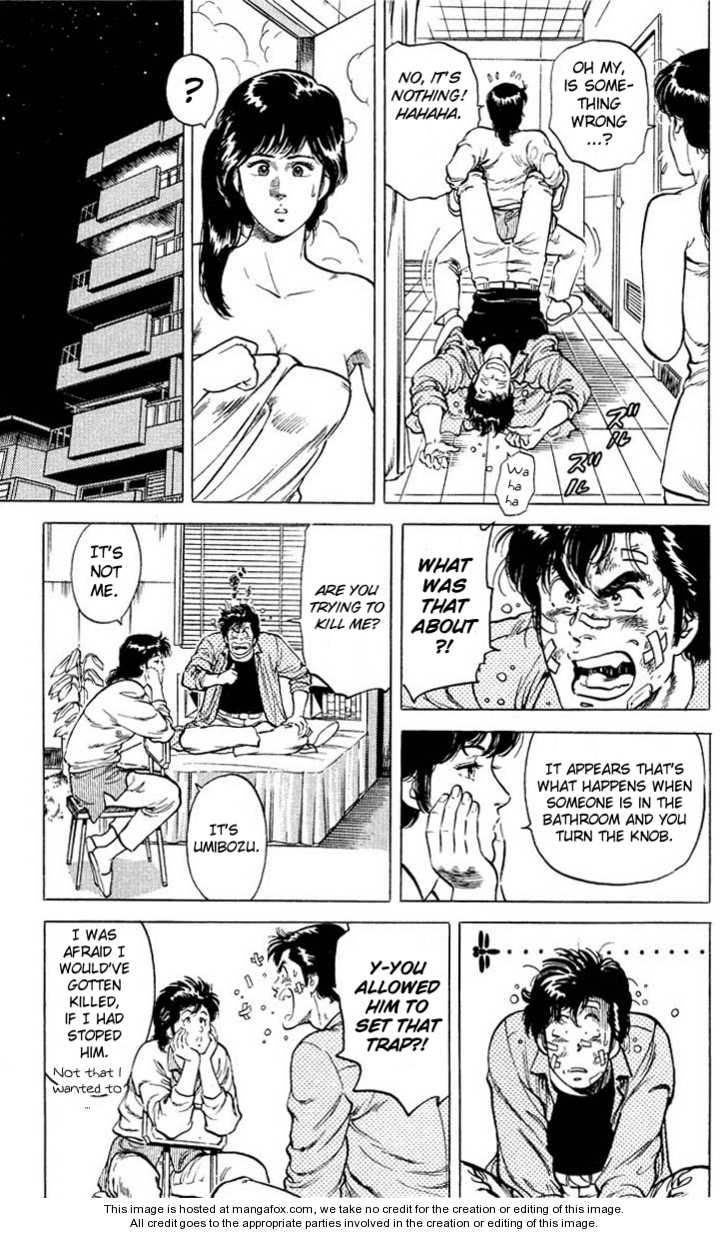 OH MY,
IS SOME-
THING
WRONG
...?
NO, IT'S
NOTHING!
HAHAHA.
ズ
ル
ズ
ル
Wa
ha
ha
?
WHAT
WAS
THAT
ABOUT
?!
ARE YOU
TRYING TO
KILL ME?
IT'S
NOT
ME.
IT'S
UMIBOZU.
IT APPEARS THAT'S
WHAT HAPPENS WHEN
SOMEONE IS IN THE
BATHROOM AND YOU
TURN THE KNOB.
Y-YOU
ALLOWED
HIM TO
SET THAT
TRAP?!
I WAS
AFRAID I
WOULD'VE
GOTTEN
KILLED,
IF I HAD
STOPED
HIM.
Not that I
wanted to
...
This image is hosted at mangafox.com, we take no credit for the creation or editing of this image.
All credit goes to the appropriate parties involved in the creation or editing of this image.